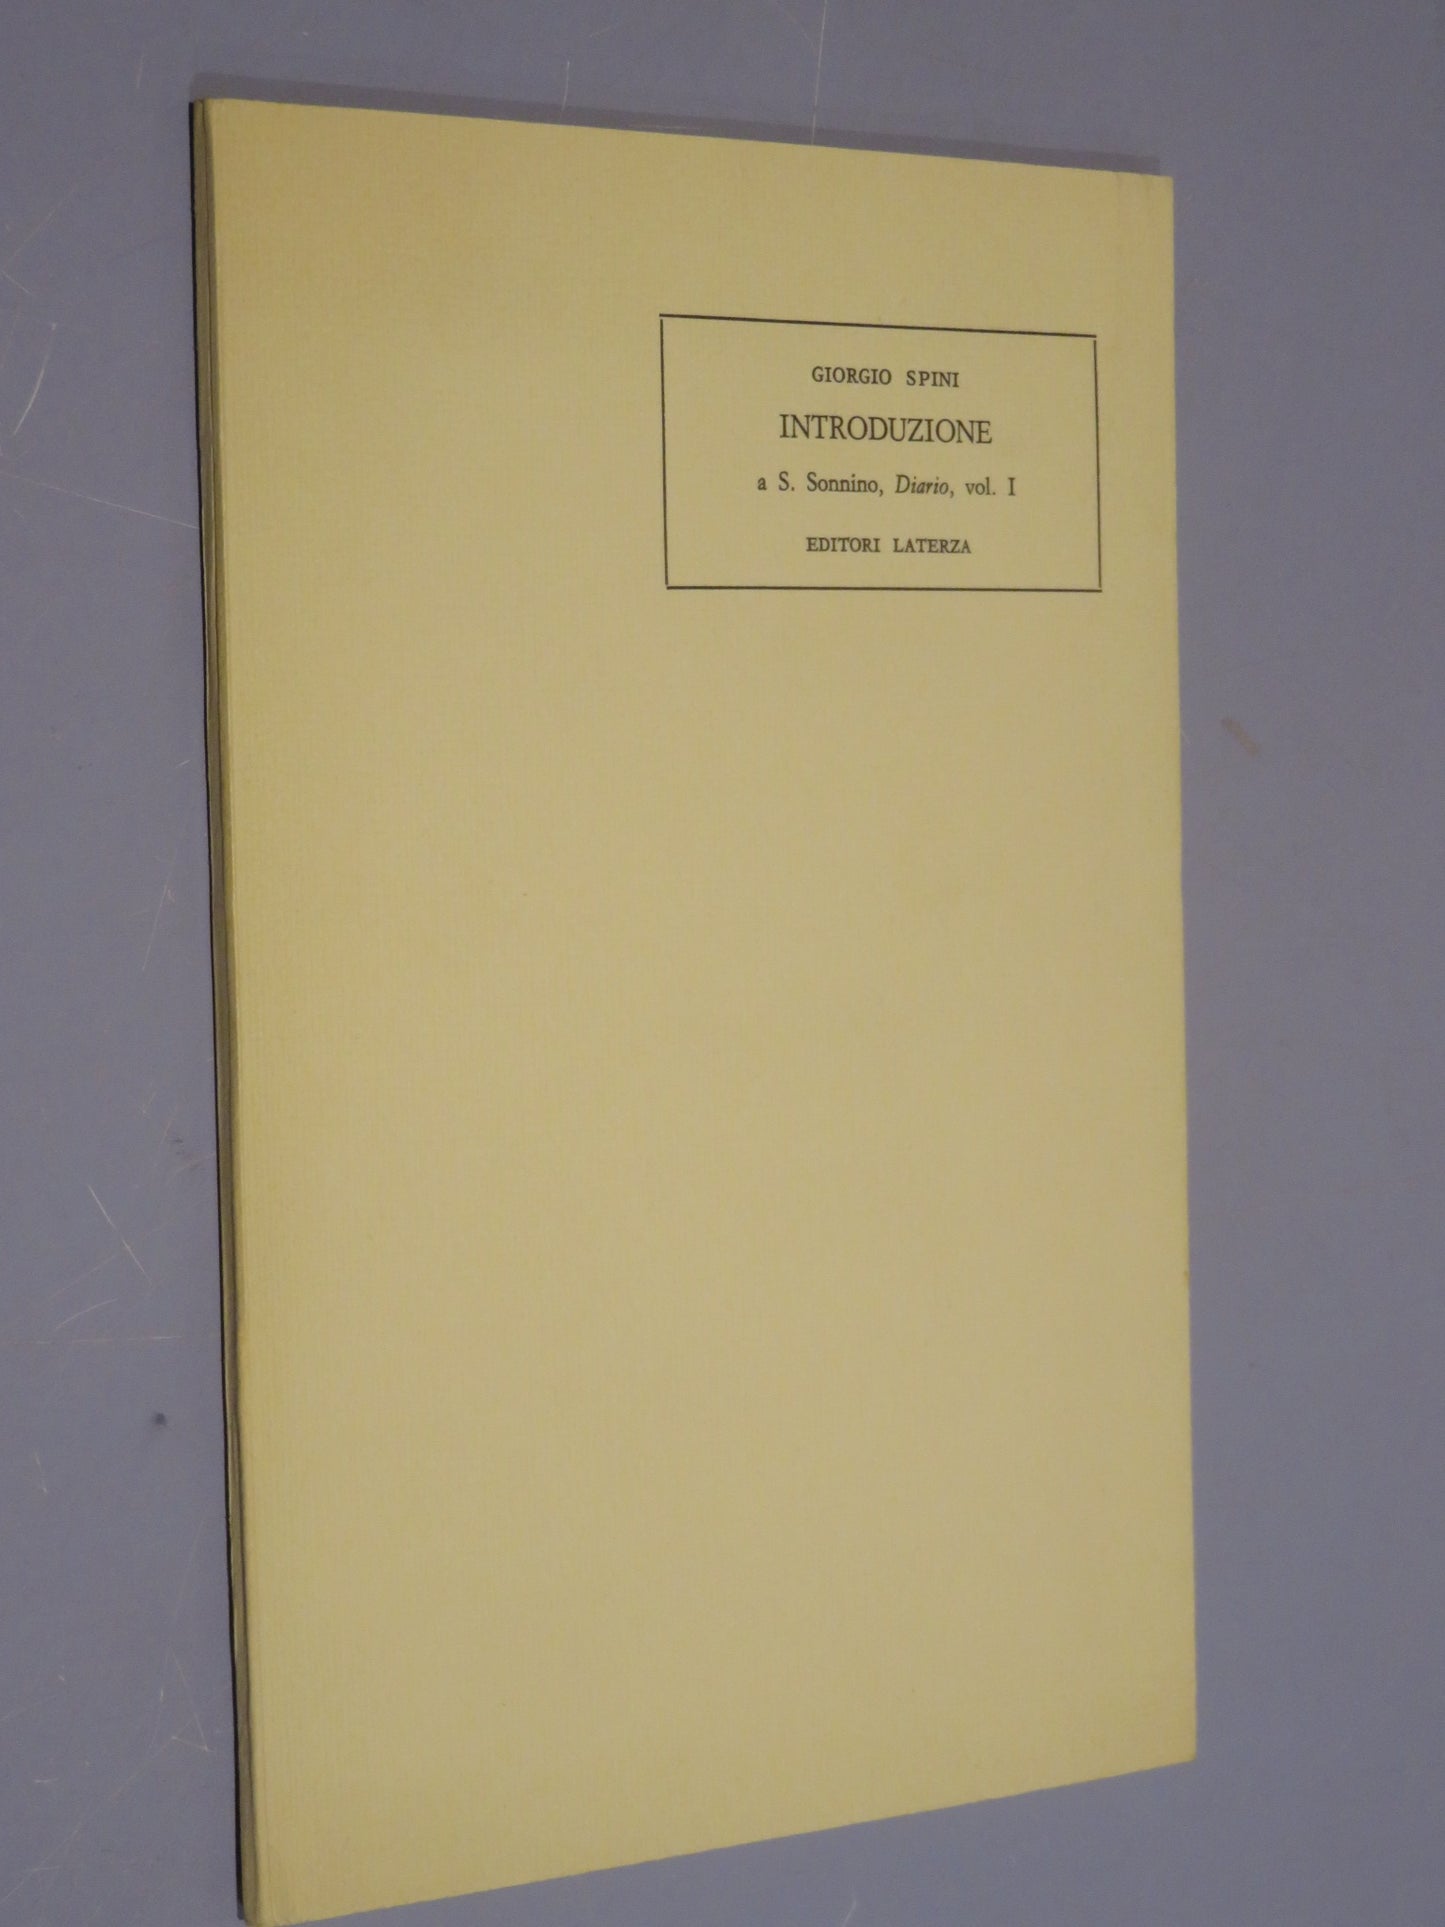 GIORGIO SPINI
INTRODUZIONE
a S. Sonnino, Diario, vol. I
EDITORI LATERZA